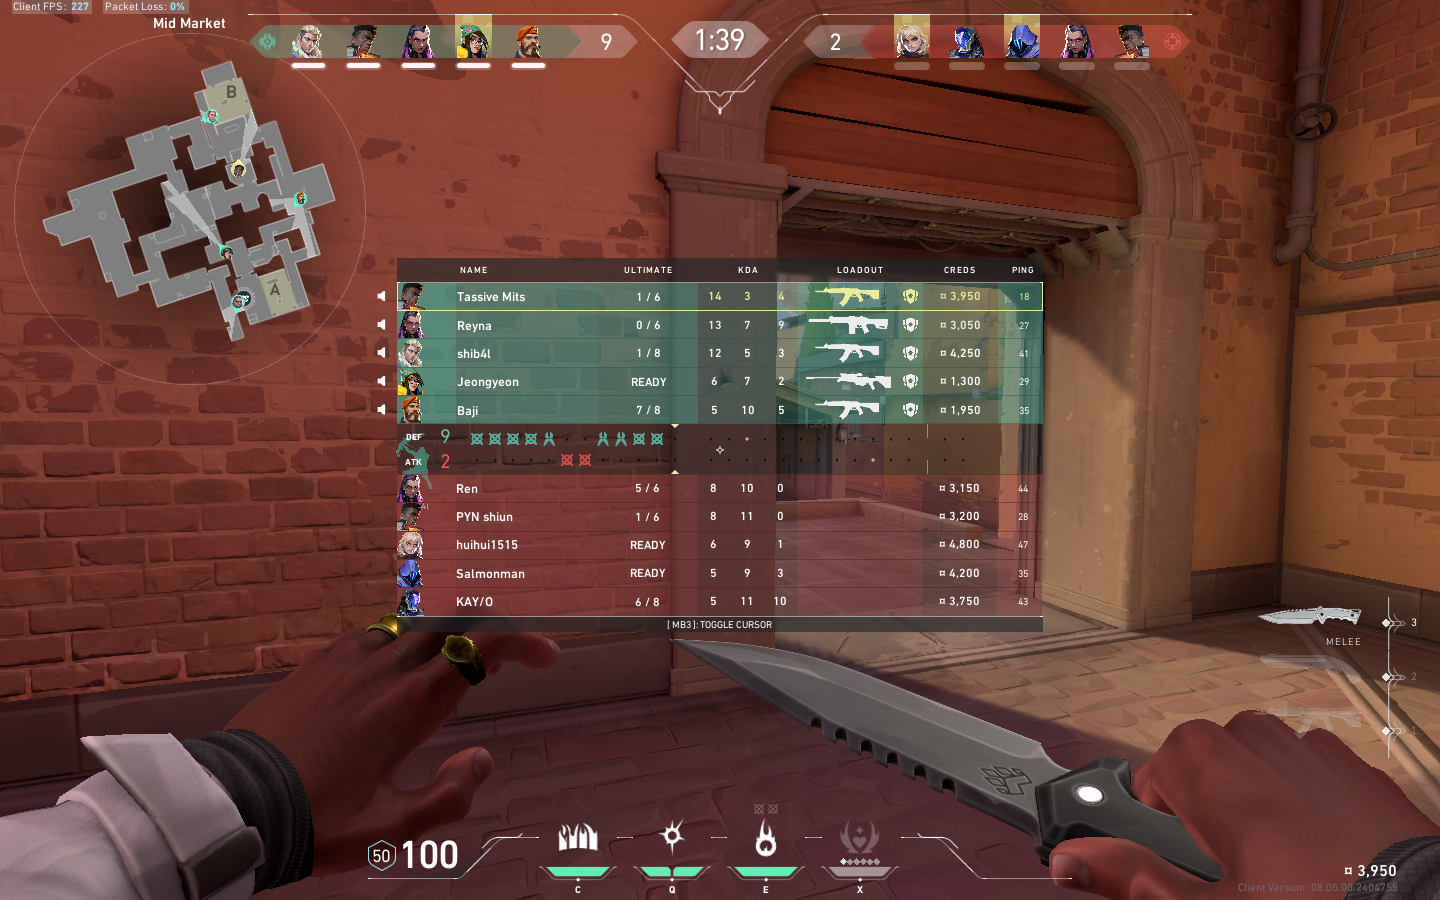 Client FPS: 227 Packet Loss: 0%
Mid Market
9 1:39 2
B
A
NAME ULTIMATE KDA LOADOUT CREDS PING
Tassive Mits 1 / 6 14 3 4 ¤ 3,950 18
Reyna 0 / 6 13 7 9 ¤ 3,050 27
shib4l 1 / 8 12 5 3 ¤ 4,250 41
Jeongyeon READY 6 7 2 ¤ 1,300 29
Baji 7 / 8 5 10 5 ¤ 1,950 35
DEF 9
ATK 2
Ren 5 / 6 8 10 0 ¤ 3,150 44
PYN shiun 1 / 6 8 11 0 ¤ 3,200 28
huihui1515 READY 6 9 1 ¤ 4,800 47
Salmonman READY 5 9 3 ¤ 4,200 35
KAY/O 6 / 8 5 11 10 ¤ 3,750 43
[ MB3 ]: TOGGLE CURSOR
3
MELEE
2
1
50 100
C Q E X
¤ 3,950
Client Version: 08.05.00.2404755